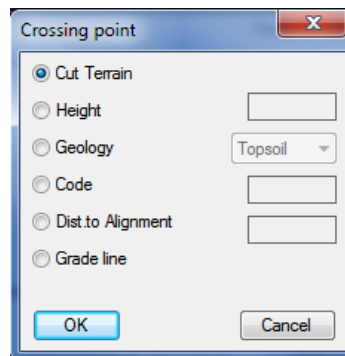 Crossing point
Cut Terrain
Height
Geology Topsoil
Code
Dist.to Alignment
Grade line
OK Cancel